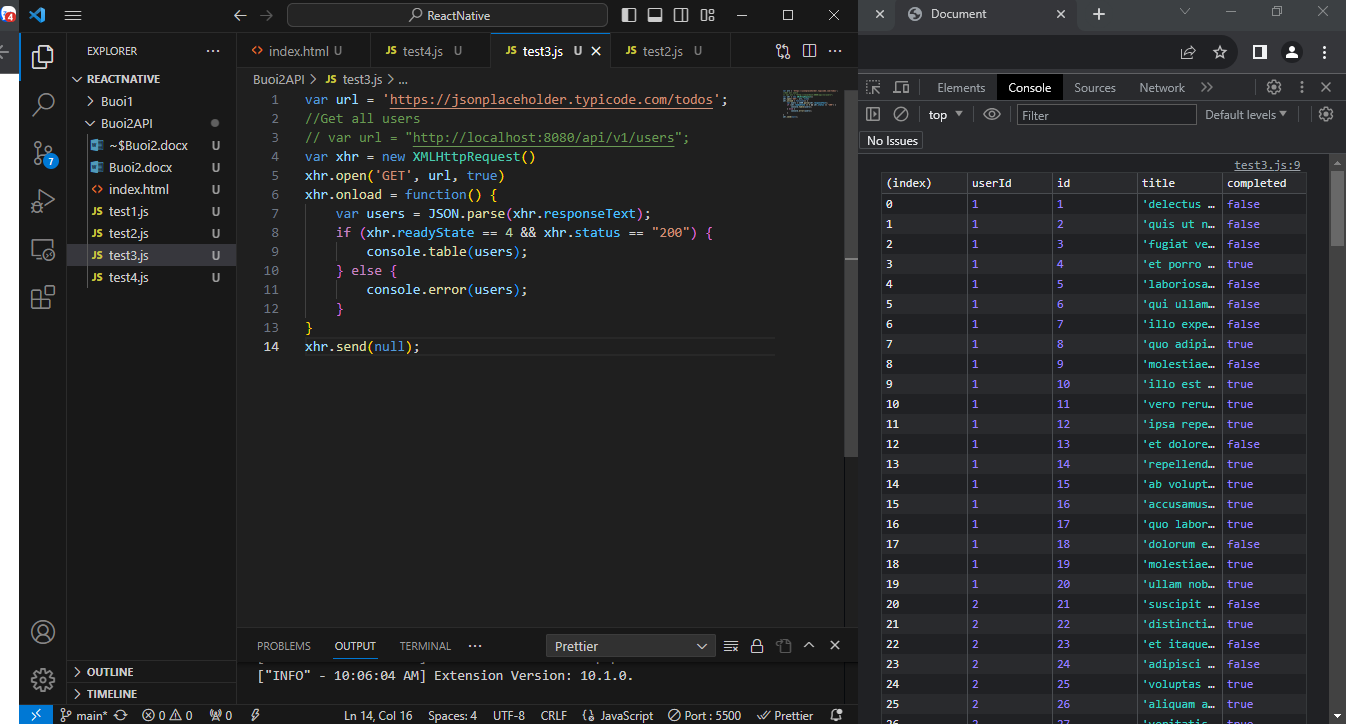 4
ReactNative
EXPLORER
REACTNATIVE
Buoi1
Buoi2API
~$Buoi2.docx U
Buoi2.docx U
index.html U
test1.js U
test2.js U
test3.js U
test4.js U
7
OUTLINE
TIMELINE
index.html U
JS test4.js U
JS test3.js U
JS test2.js U
Buoi2API > JS test3.js > ...
1 var url = 'https://jsonplaceholder.typicode.com/todos';
2 //Get all users
3 // var url = "http://localhost:8080/api/v1/users";
4 var xhr = new XMLHttpRequest()
5 xhr.open('GET', url, true)
6 xhr.onload = function() {
7 var users = JSON.parse(xhr.responseText);
8 if (xhr.readyState == 4 && xhr.status == "200") {
9 console.table(users);
10 } else {
11 console.error(users);
12 }
13 }
14 xhr.send(null);
PROBLEMS OUTPUT TERMINAL ... Prettier
["INFO" - 10:06:04 AM] Extension Version: 10.1.0.
main* 0 0 0 Ln 14, Col 16 Spaces: 4 UTF-8 CRLF {} JavaScript Port : 5500 Prettier
Document
Elements Console Sources Network
top Filter Default levels
No Issues
test3.js:9
(index) userId id title completed
0 1 1 'delectus … false
1 1 2 'quis ut n… false
2 1 3 'fugiat ve… false
3 1 4 'et porro … true
4 1 5 'laboriosa… false
5 1 6 'qui ullam… false
6 1 7 'illo expe… false
7 1 8 'quo adipi… true
8 1 9 'molestiae… false
9 1 10 'illo est … true
10 1 11 'vero reru… true
11 1 12 'ipsa repe… true
12 1 13 'et dolore… false
13 1 14 'repellend… true
14 1 15 'ab volupt… true
15 1 16 'accusamus… true
16 1 17 'quo labor… true
17 1 18 'dolorum e… false
18 1 19 'molestiae… true
19 1 20 'ullam nob… true
20 2 21 'suscipit … false
21 2 22 'distincti… true
22 2 23 'et itaque… false
23 2 24 'adipisci … false
24 2 25 'voluptas … true
25 2 26 'aliquam a… true